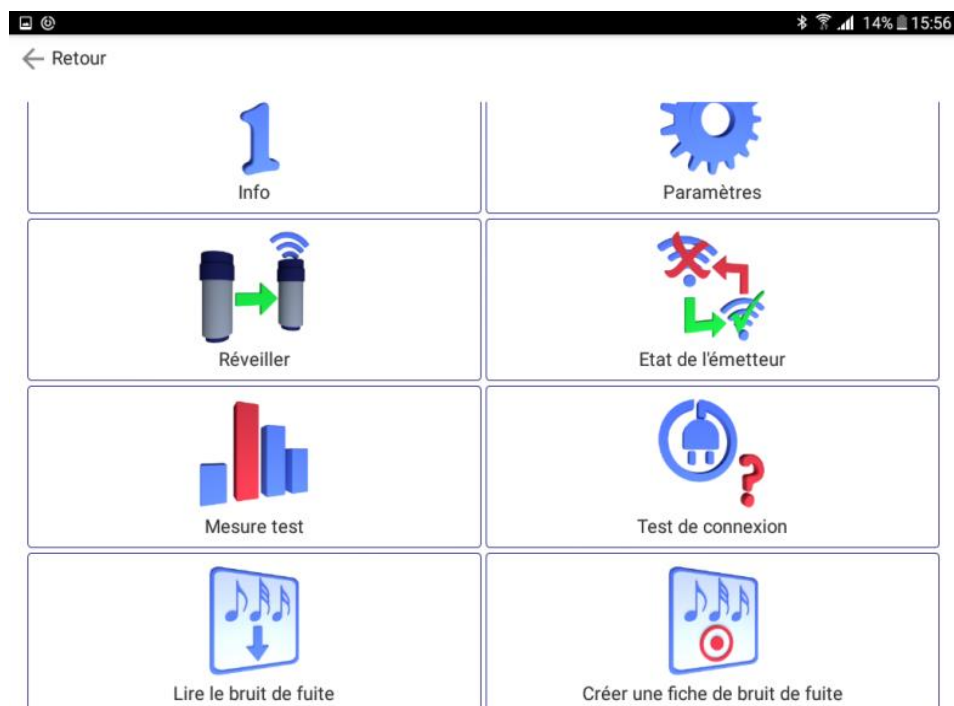 14% 15:56
Retour
Info
Paramètres
Réveiller
Etat de l'émetteur
Mesure test
Test de connexion
Lire le bruit de fuite
Créer une fiche de bruit de fuite